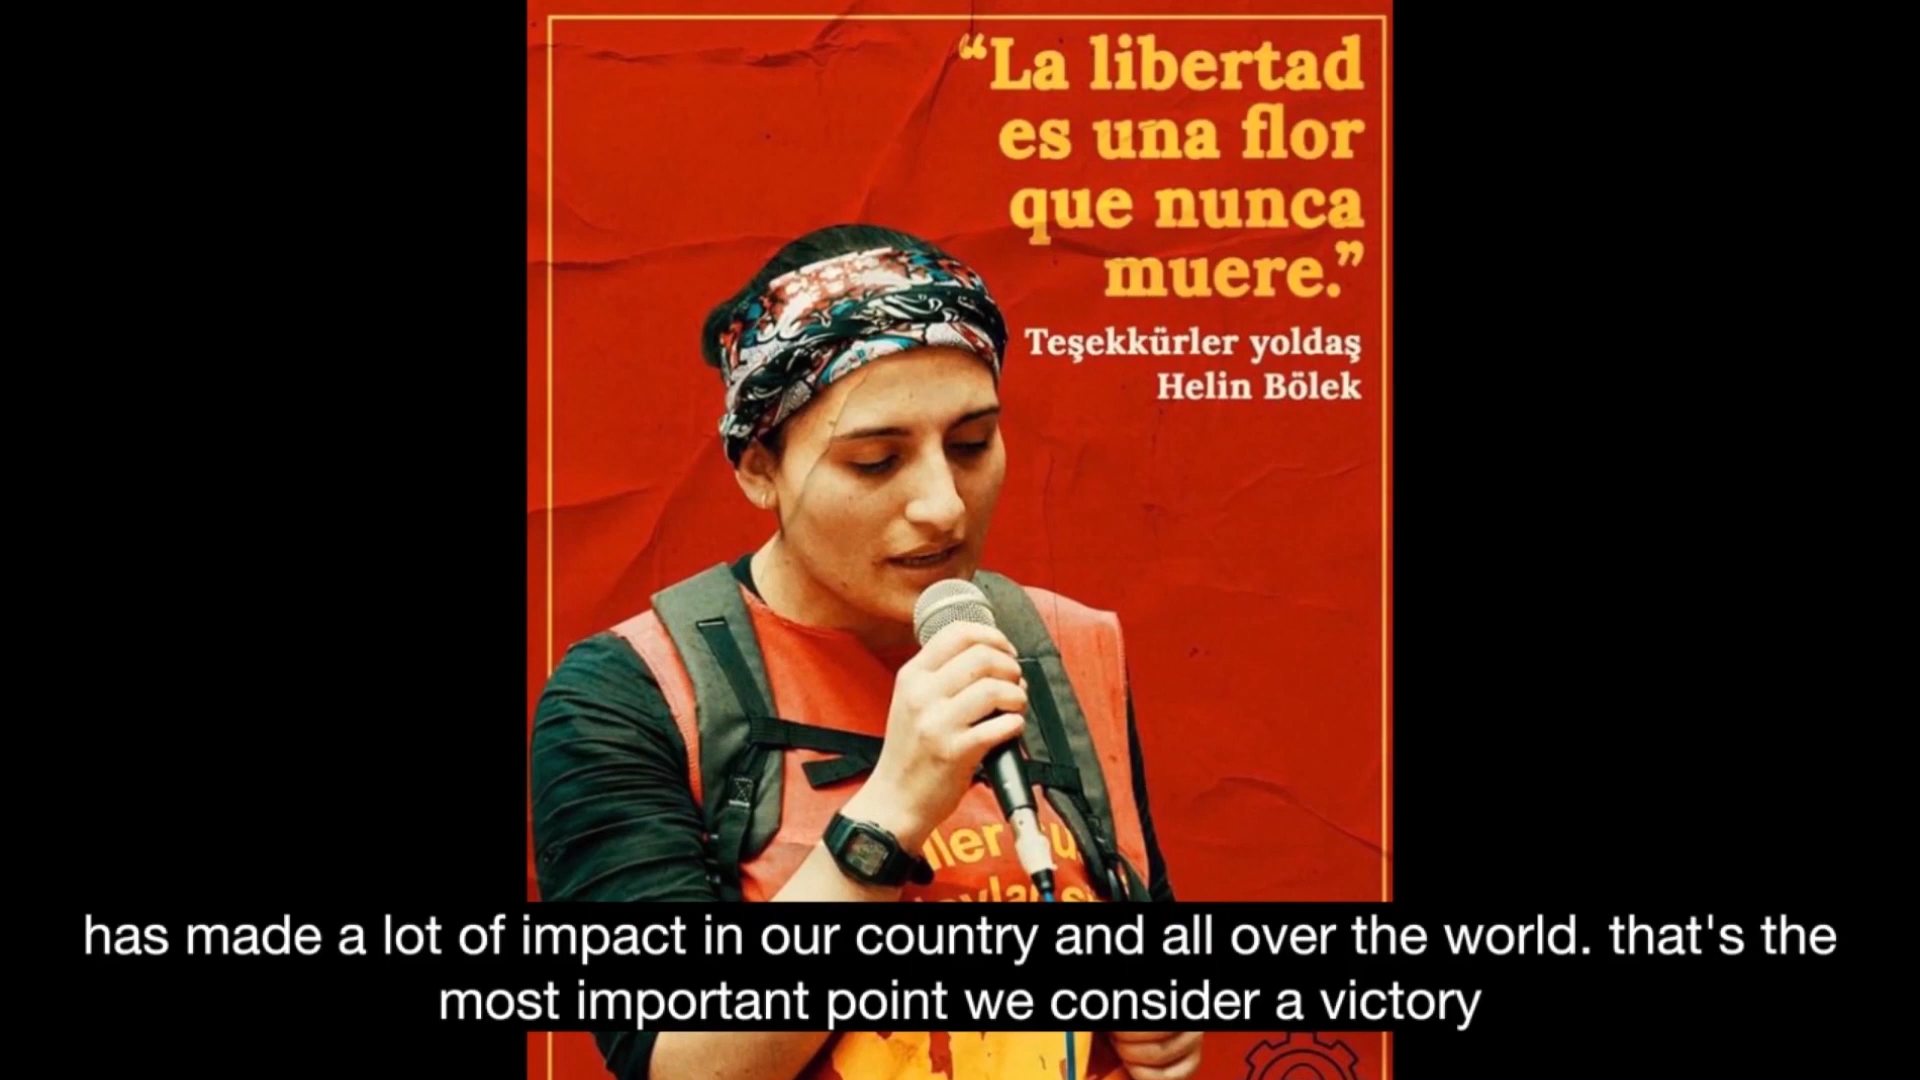 “La libertad
es una flor
que nunca
muere.”
Teşekkürler yoldaş
Helin Bölek
has made a lot of impact in our country and all over the world. that's the
most important point we consider a victory